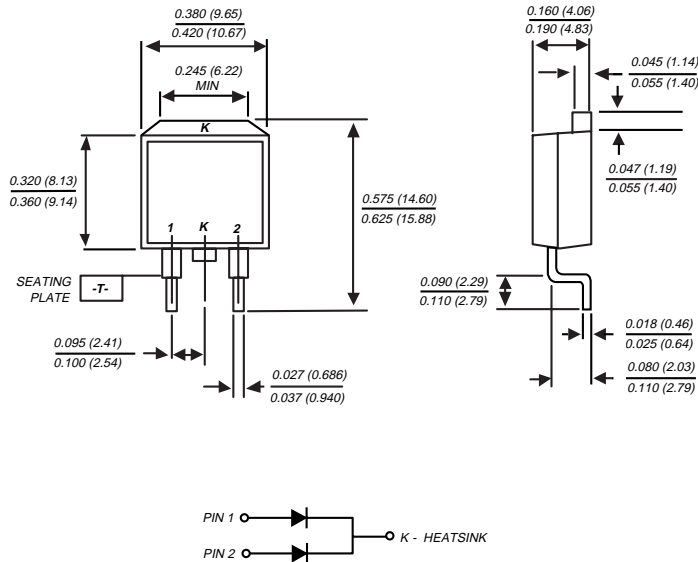 0.380 (9.65)
0.420 (10.67)
0.245 (6.22)
MIN
K
0.320 (8.13)
0.360 (9.14)
0.575 (14.60)
0.625 (15.88)
1 K 2
SEATING
PLATE
-T-
0.095 (2.41)
0.100 (2.54)
0.027 (0.686)
0.037 (0.940)
0.160 (4.06)
0.190 (4.83)
0.045 (1.14)
0.055 (1.40)
0.047 (1.19)
0.055 (1.40)
0.090 (2.29)
0.110 (2.79)
0.018 (0.46)
0.025 (0.64)
0.080 (2.03)
0.110 (2.79)
PIN 1
K - HEATSINK
PIN 2